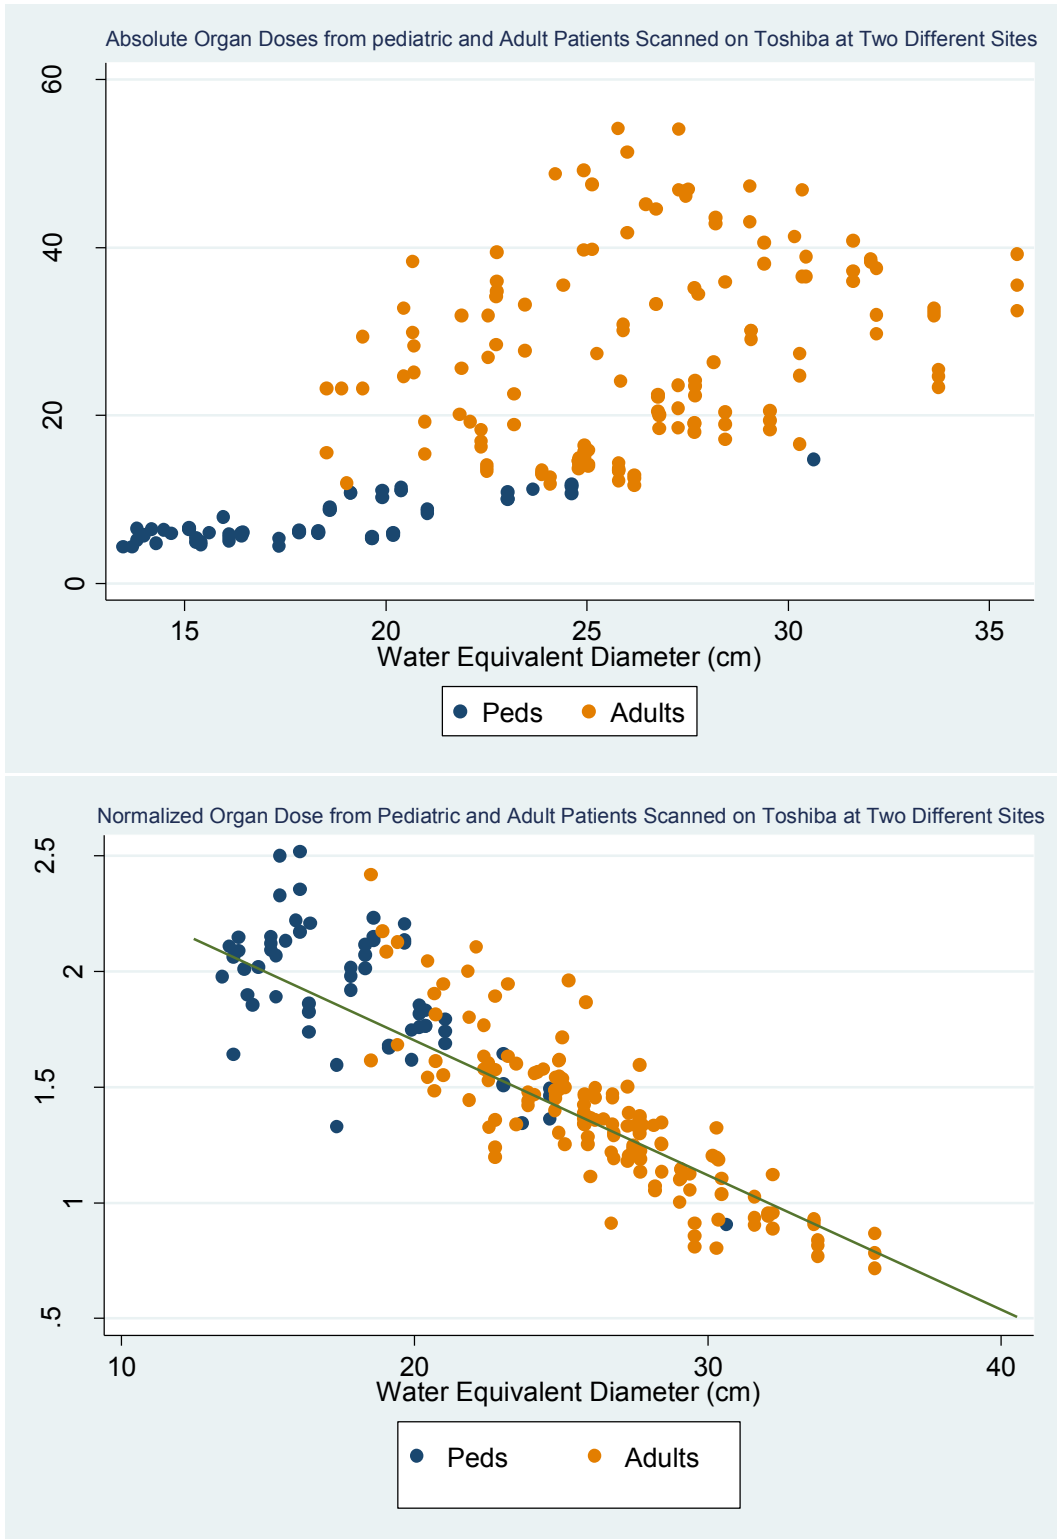 Absolute Organ Doses from pediatric and Adult Patients Scanned on Toshiba at Two Different Sites
60
40
20
0
15 20 25 30 35
Water Equivalent Diameter (cm)
Peds Adults
Normalized Organ Dose from Pediatric and Adult Patients Scanned on Toshiba at Two Different Sites
2.5
2
1.5
1
.5
10 20 30 40
Water Equivalent Diameter (cm)
Peds Adults